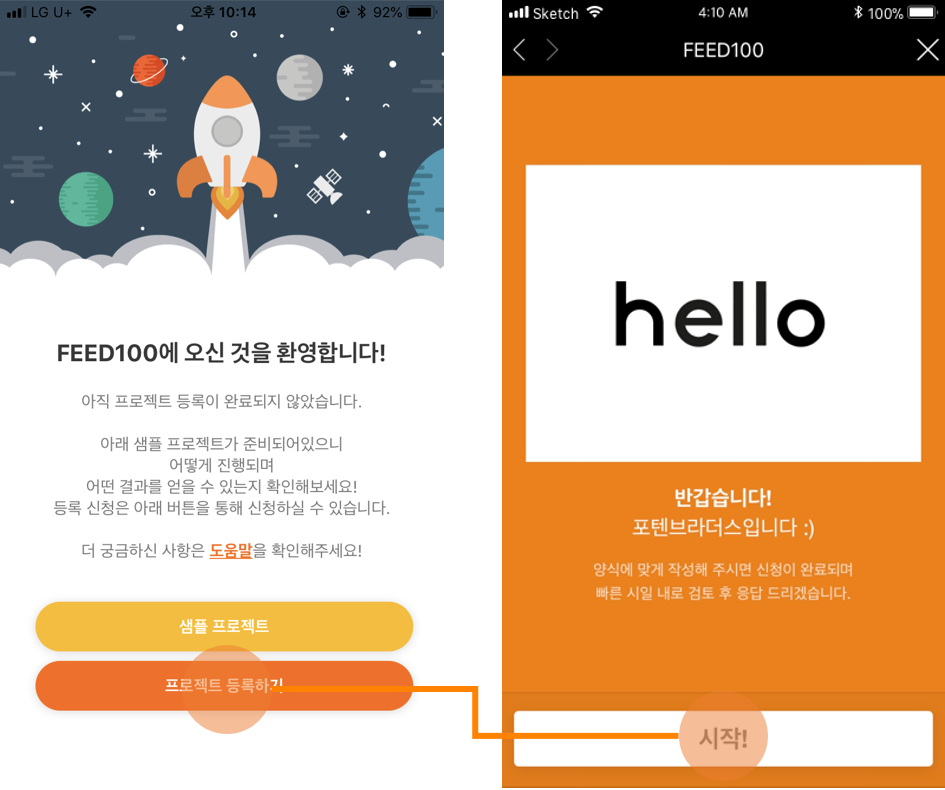 LG U+
오후 10:14
92%
FEED100에 오신 것을 환영합니다!
아직 프로젝트 등록이 완료되지 않았습니다.
아래 샘플 프로젝트가 준비되어있으니
어떻게 진행되며
어떤 결과를 얻을 수 있는지 확인해보세요!
등록 신청은 아래 버튼을 통해 신청하실 수 있습니다.
더 궁금하신 사항은 도움말을 확인해주세요!
샘플 프로젝트
프로젝트 등록하기
Sketch
4:10 AM
100%
FEED100
hello
반갑습니다!
포텐브라더스입니다 :)
양식에 맞게 작성해 주시면 신청이 완료되며
빠른 시일 내로 검토 후 응답 드리겠습니다.
시작!